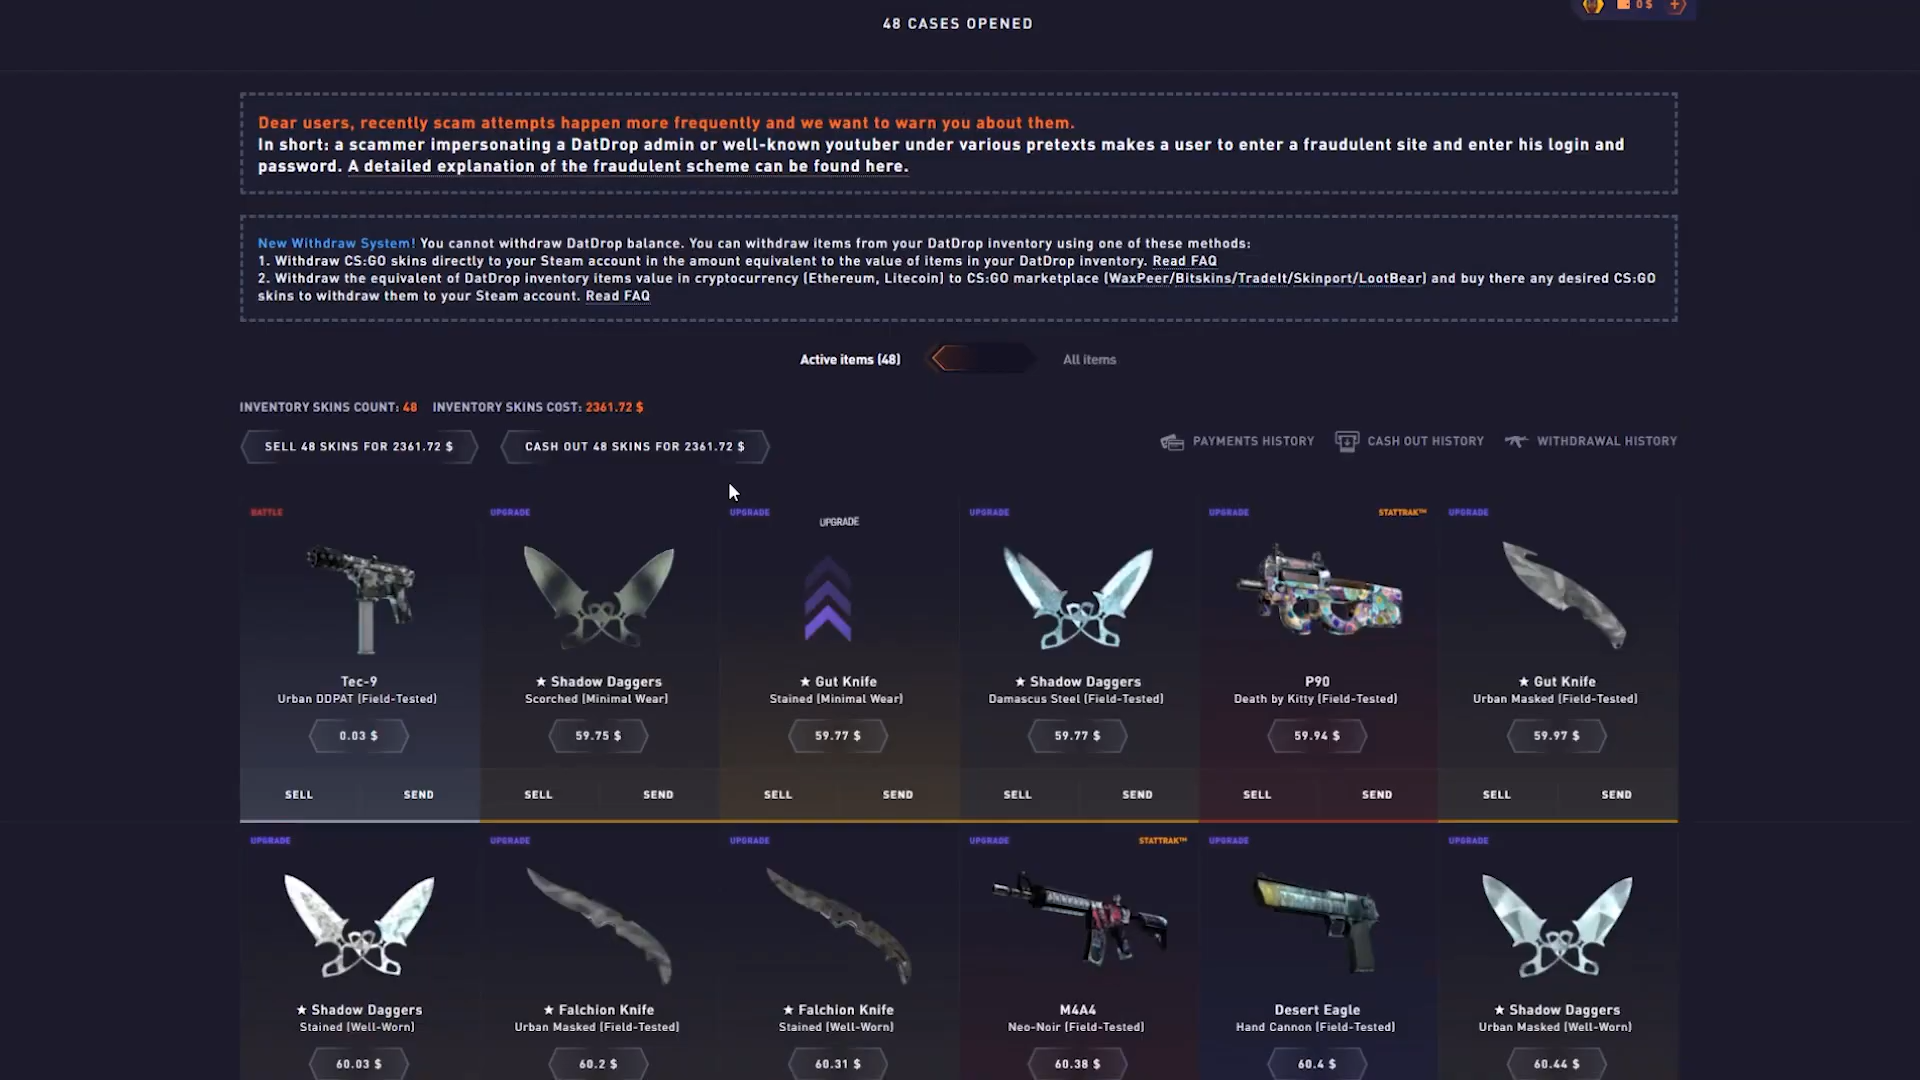 48 CASES OPENED
0 $
Dear users, recently scam attempts happen more frequently and we want to warn you about them.
In short: a scammer impersonating a DatDrop admin or well-known youtuber under various pretexts makes a user to enter a fraudulent site and enter his login and
password. A detailed explanation of the fraudulent scheme can be found here.
New Withdraw System! You cannot withdraw DatDrop balance. You can withdraw items from your DatDrop inventory using one of these methods:
1. Withdraw CS:GO skins directly to your Steam account in the amount equivalent to the value of items in your DatDrop inventory. Read FAQ
2. Withdraw the equivalent of DatDrop inventory items value in cryptocurrency (Ethereum, Litecoin) to CS:GO marketplace (WaxPeer/Bitskins/TradeIt/Skinport/LootBear) and buy there any desired CS:GO
skins to withdraw them to your Steam account. Read FAQ
Active items (48) All items
INVENTORY SKINS COUNT: 48 INVENTORY SKINS COST: 2361.72 $
SELL 48 SKINS FOR 2361.72 $ CASH OUT 48 SKINS FOR 2361.72 $ PAYMENTS HISTORY CASH OUT HISTORY WITHDRAWAL HISTORY
BATTLE UPGRADE UPGRADE UPGRADE UPGRADE STATTRAK™ UPGRADE
UPGRADE
Tec-9 ★ Shadow Daggers ★ Gut Knife ★ Shadow Daggers P90 ★ Gut Knife
Urban DDPAT (Field-Tested) Scorched (Minimal Wear) Stained (Minimal Wear) Damascus Steel (Field-Tested) Death by Kitty (Field-Tested) Urban Masked (Field-Tested)
0.03 $ 59.75 $ 59.77 $ 59.77 $ 59.94 $ 59.97 $
SELL SEND SELL SEND SELL SEND SELL SEND SELL SEND SELL SEND
UPGRADE UPGRADE UPGRADE UPGRADE STATTRAK™ UPGRADE UPGRADE
★ Shadow Daggers ★ Falchion Knife ★ Falchion Knife M4A4 Desert Eagle ★ Shadow Daggers
Stained (Well-Worn) Urban Masked (Field-Tested) Stained (Well-Worn) Neo-Noir (Field-Tested) Hand Cannon (Field-Tested) Urban Masked (Well-Worn)
60.03 $ 60.2 $ 60.31 $ 60.38 $ 60.4 $ 60.44 $